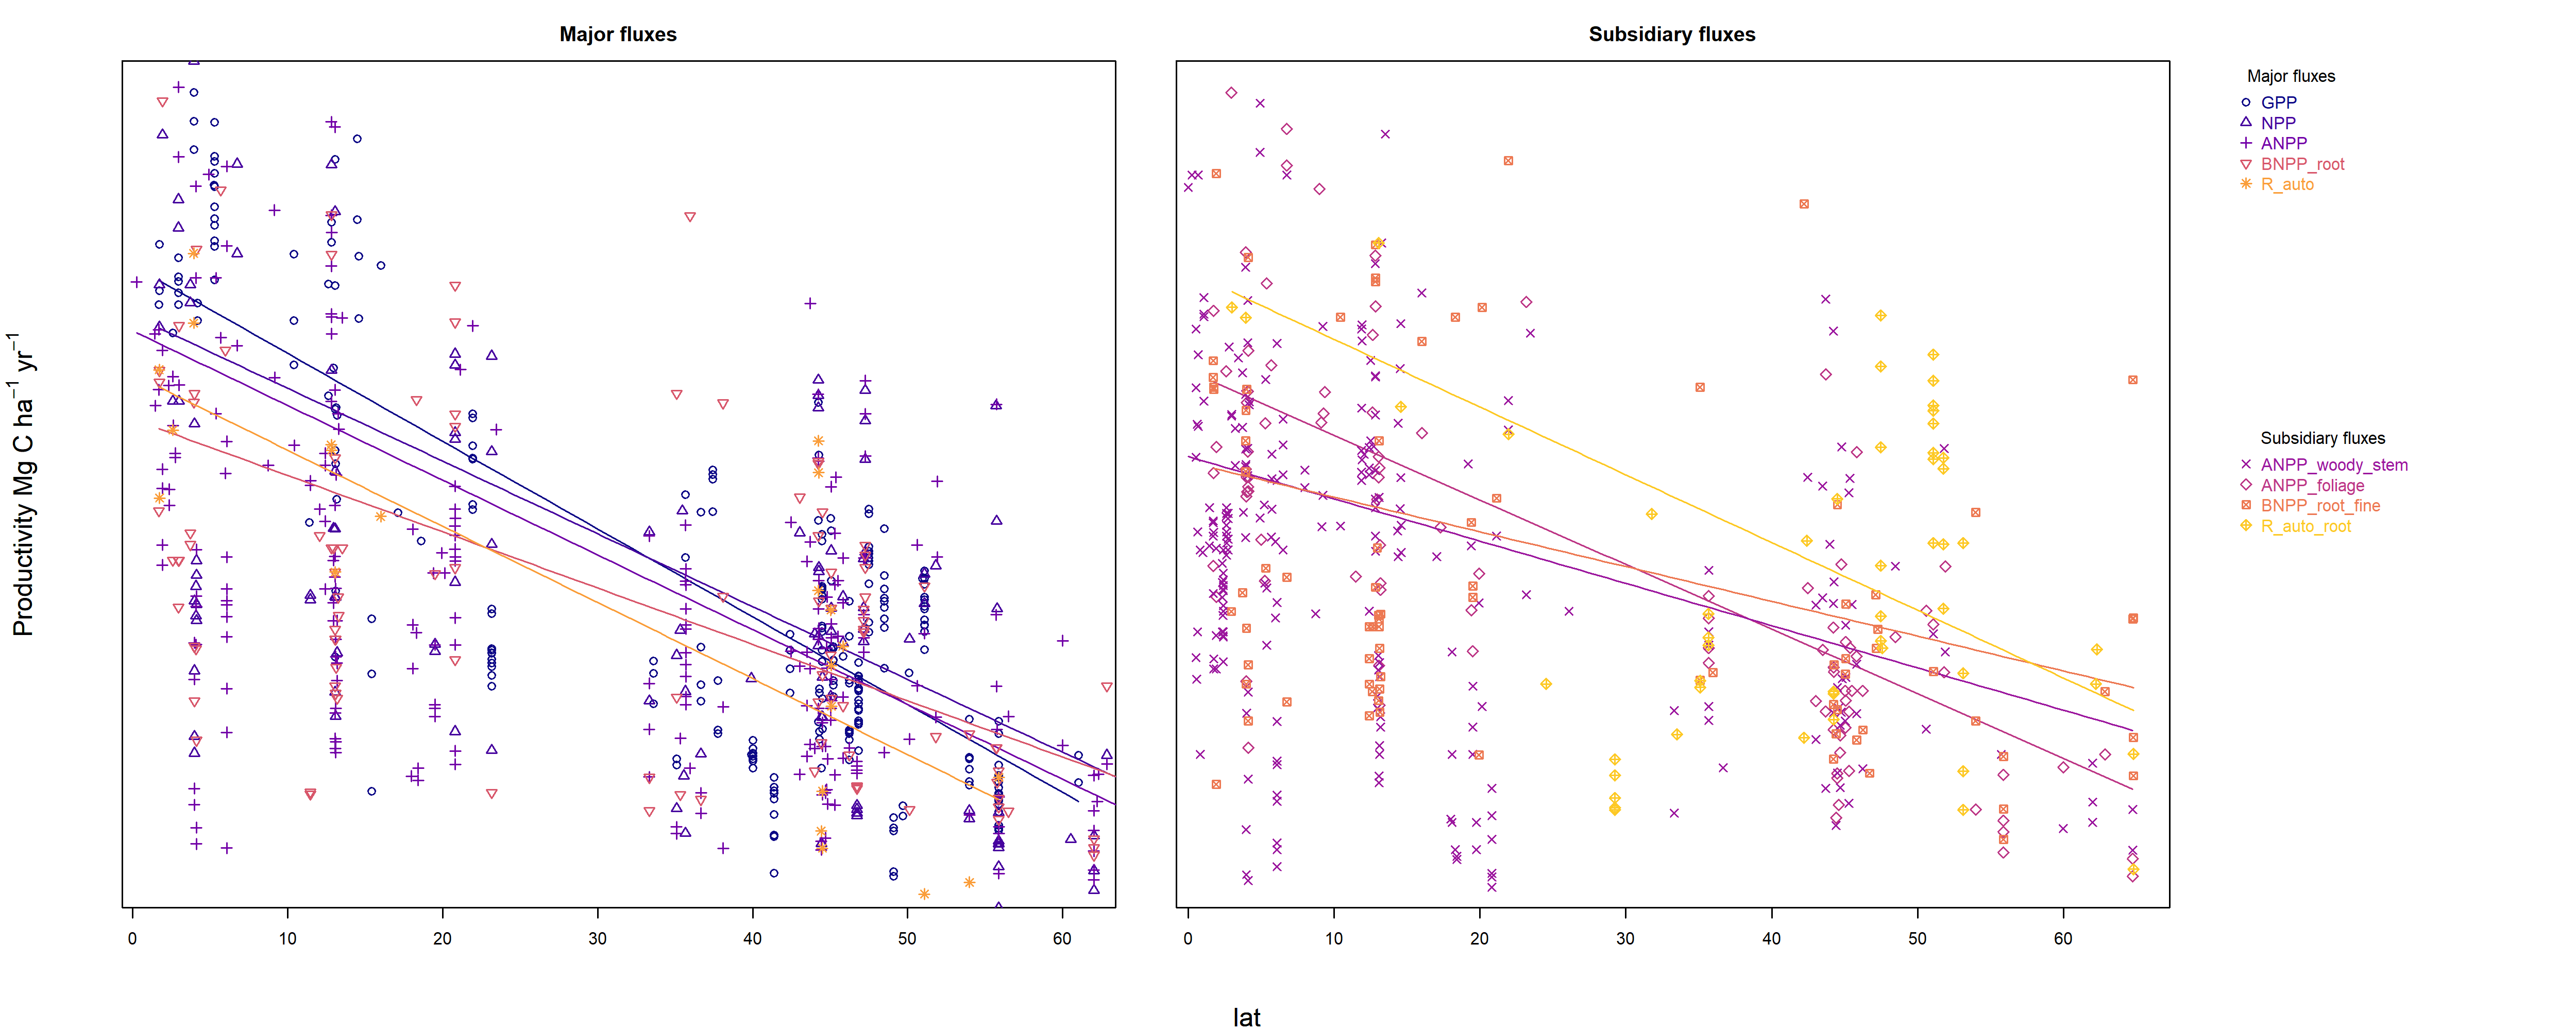 Major fluxes
Subsidiary fluxes
Productivity Mg C ha⁻¹ yr⁻¹
0 10 20 30 40 50 60
0 10 20 30 40 50 60
lat
Major fluxes
GPP
NPP
ANPP
BNPP_root
R_auto
Subsidiary fluxes
ANPP_woody_stem
ANPP_foliage
BNPP_root_fine
R_auto_root